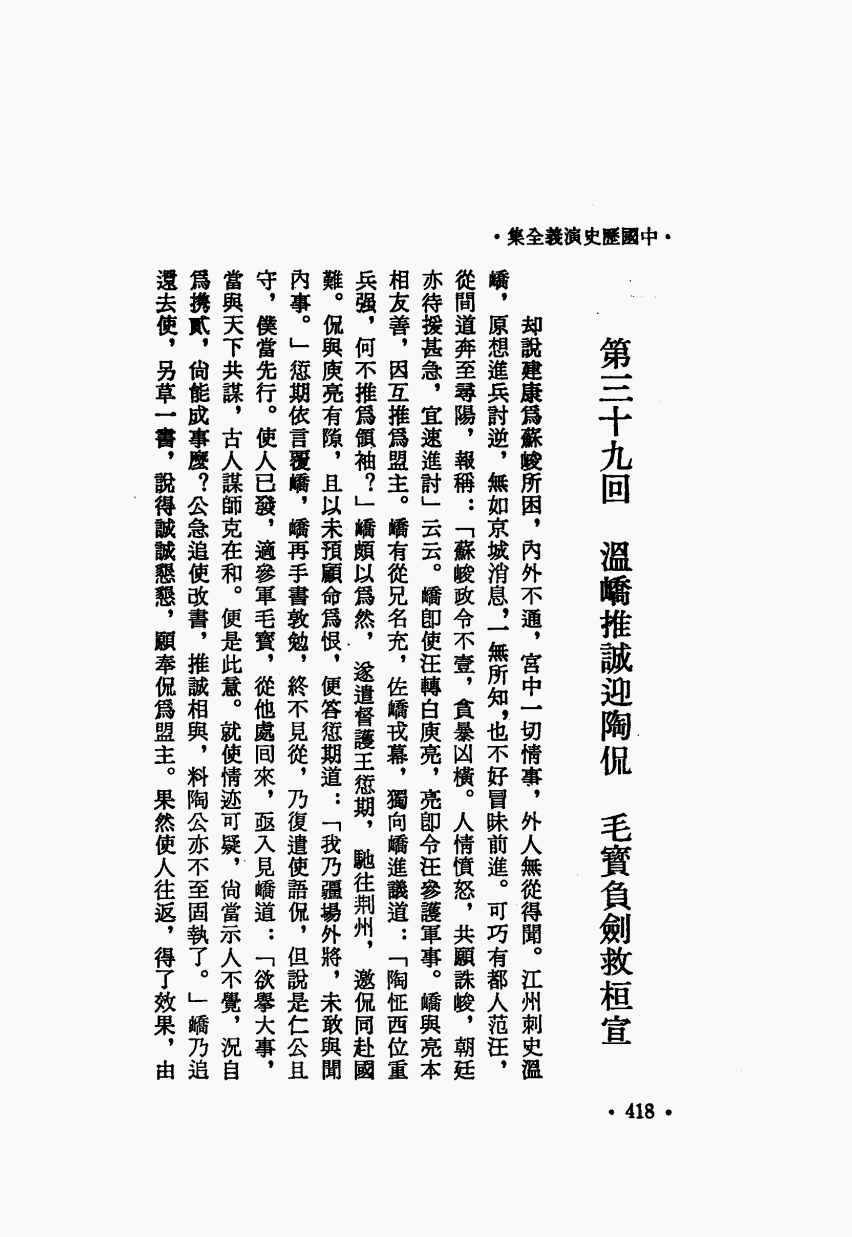 •中國歷史演義全集•
第三十九回　溫嶠推誠迎陶侃　毛寶負劍救桓宣
却說建康爲蘇峻所困，內外不通，宮中一切情事，外人無從得聞。江州刺史溫
嶠，原想進兵討逆，無如京城消息，一無所知，也不好冒昧前進。可巧有都人范汪，
從間道奔至尋陽，報稱：「蘇峻政令不壹，貪暴凶橫。人情憤怒，共願誅峻，朝廷
亦待援甚急，宜速進討」云云。嶠卽使汪轉白庾亮，亮卽令汪參護軍事。嶠與亮本
相友善，因互推爲盟主。嶠有從兄名充，佐嶠戎幕，獨向嶠進議道：「陶怔西位重
兵强，何不推爲領袖？」嶠頗以爲然，遂遣督護王愆期，馳往荆州，邀侃同赴國
難。侃與庾亮有隙，且以未預顧命爲恨，便答愆期道：「我乃疆場外將，未敢與聞
內事。」愆期依言覆嶠，嶠再手書敦勉，終不見從，乃復遣使語侃，但說是仁公且
守，僕當先行。使人已發，適參軍毛寶，從他處囘來，亟入見嶠道：「欲擧大事，
當與天下共謀，古人謀師克在和。便是此意。就使情迹可疑，尙當示人不覺，況自
爲携貳，尙能成事麼？公急追使改書，推誠相與，料陶公亦不至固執了。」嶠乃追
還去使，另草一書，說得誠誠懇懇，願奉侃爲盟主。果然使人往返，得了效果，由
•418•